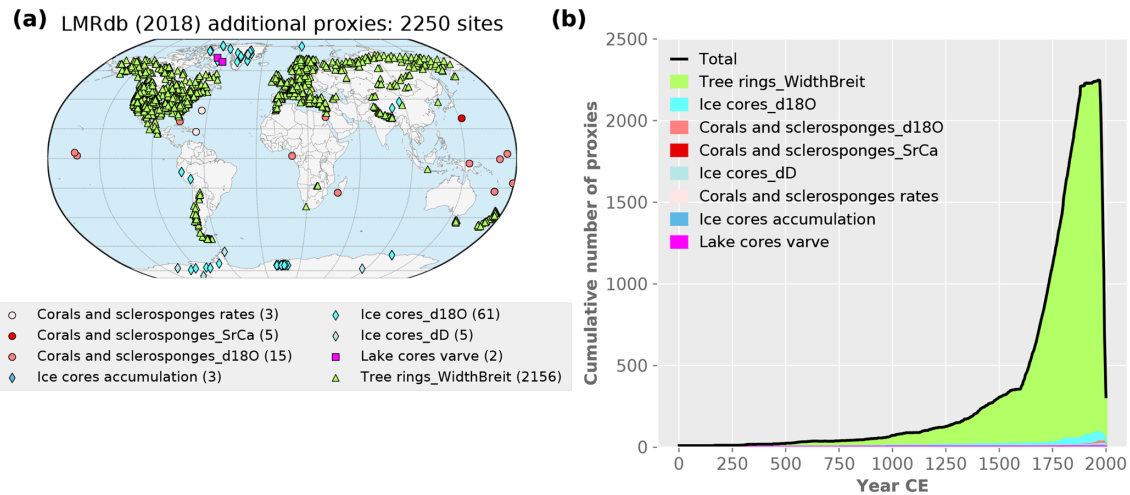 (a) LMRdb (2018) additional proxies: 2250 sites
Corals and sclerosponges rates (3)
Corals and sclerosponges_SrCa (5)
Corals and sclerosponges_d18O (15)
Ice cores accumulation (3)
Ice cores_d18O (61)
Ice cores_dD (5)
Lake cores varve (2)
Tree rings_WidthBreit (2156)
(b)
Cumulative number of proxies
2500
2000
1500
1000
500
0
Total
Tree rings_WidthBreit
Ice cores_d18O
Corals and sclerosponges_d18O
Corals and sclerosponges_SrCa
Ice cores_dD
Corals and sclerosponges rates
Ice cores accumulation
Lake cores varve
0 250 500 750 1000 1250 1500 1750 2000
Year CE